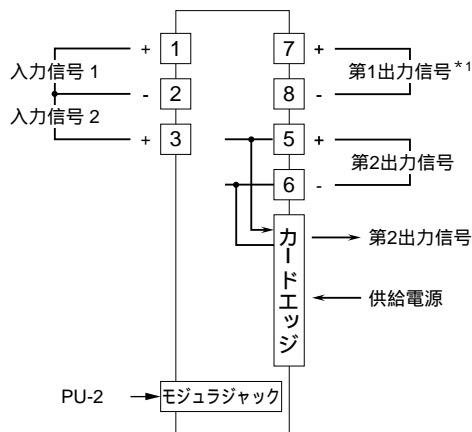 + 1
入力信号 1
- 2
入力信号 2
+ 3
7 +
第1出力信号*1
8 -
5 +
第2出力信号
6 -
カードエッジ
第2出力信号
供給電源
PU-2
モジュラジャック